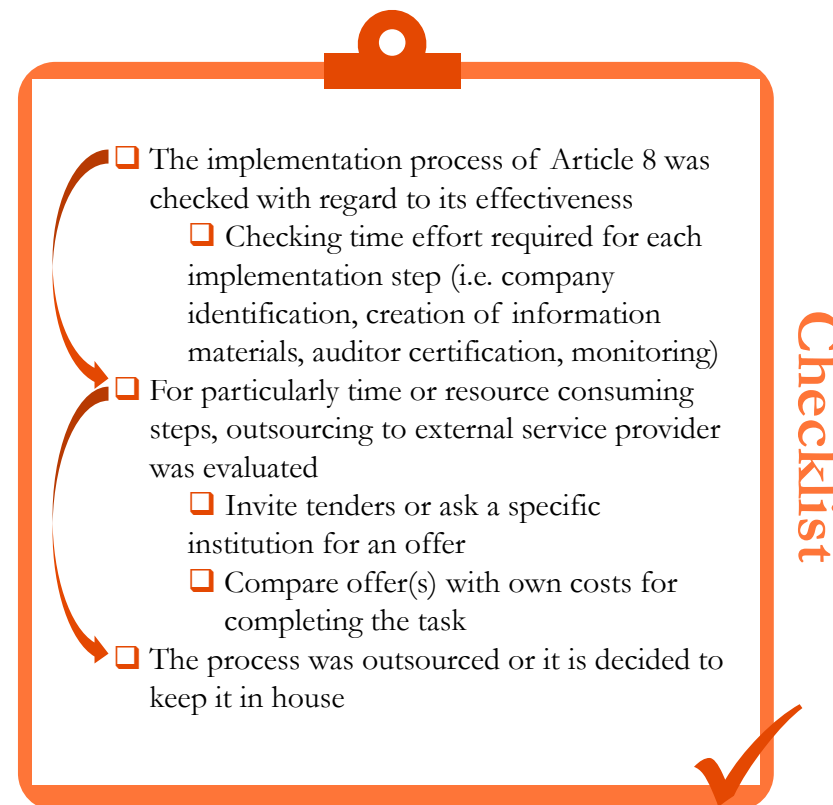 ❑ The implementation process of Article 8 was
checked with regard to its effectiveness
❑ Checking time effort required for each
implementation step (i.e. company
identification, creation of information
materials, auditor certification, monitoring)
❑ For particularly time or resource consuming
steps, outsourcing to external service provider
was evaluated
❑ Invite tenders or ask a specific
institution for an offer
❑ Compare offer(s) with own costs for
completing the task
❑ The process was outsourced or it is decided to
keep it in house
Checklist